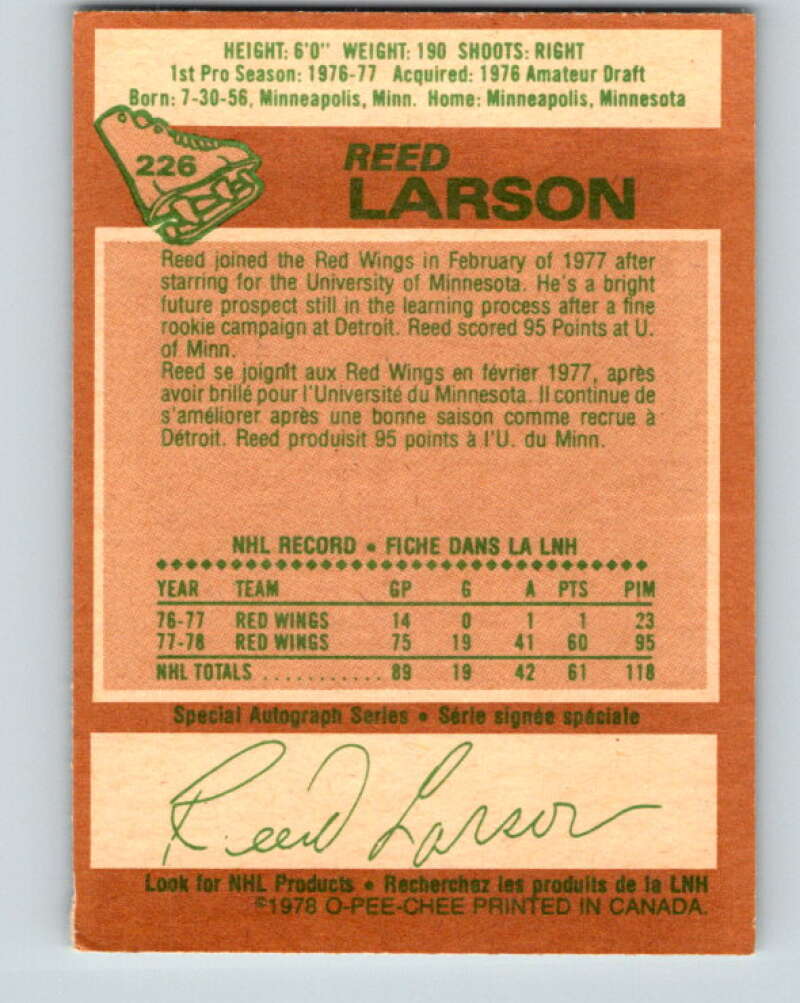 HEIGHT: 6'0" WEIGHT: 190 SHOOTS: RIGHT
1st Pro Season: 1976-77 Acquired: 1976 Amateur Draft
Born: 7-30-56, Minneapolis, Minn. Home: Minneapolis, Minnesota
226
REED
LARSON
Reed joined the Red Wings in February of 1977 after
starring for the University of Minnesota. He's a bright
future prospect still in the learning process after a fine
rookie campaign at Detroit. Reed scored 95 Points at U.
of Minn.
Reed se joignit aux Red Wings en février 1977, après
avoir brillé pour l'Université du Minnesota. Il continue de
s'améliorer après une bonne saison comme recrue à
Détroit. Reed produisit 95 points à l'U. du Minn.
NHL RECORD • FICHE DANS LA LNH
YEAR TEAM GP G A PTS PIM
76-77 RED WINGS 14 0 1 1 23
77-78 RED WINGS 75 19 41 60 95
NHL TOTALS ........... 89 19 42 61 118
Special Autograph Series • Série signée spéciale
Reed Larson
Look for NHL Products • Recherchez les produits de la LNH
©1978 O-PEE-CHEE PRINTED IN CANADA.